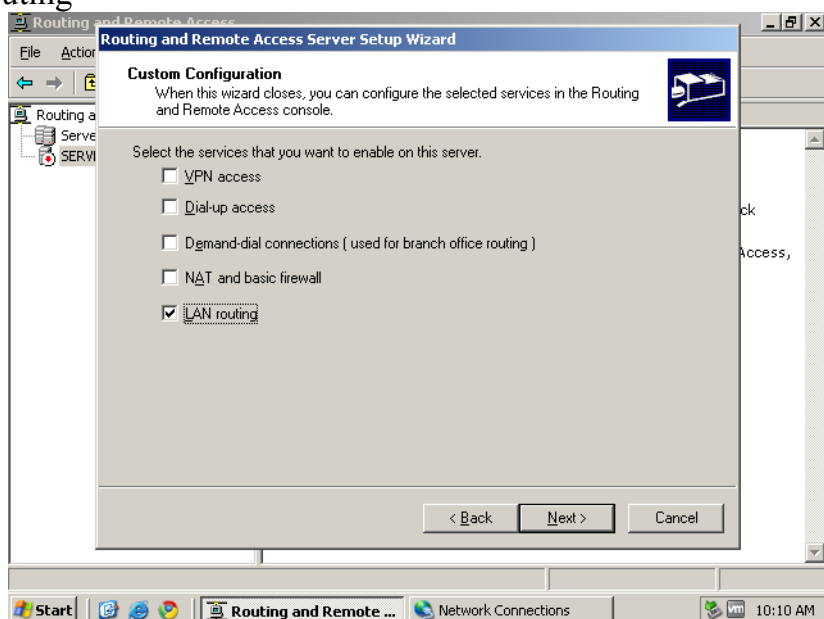 uting
Routing and Remote Access
Routing and Remote Access Server Setup Wizard
File Action
Custom Configuration
When this wizard closes, you can configure the selected services in the Routing
and Remote Access console.
Routing a
Serve
SERVI
Select the services that you want to enable on this server.
VPN access
Dial-up access
ck
Demand-dial connections ( used for branch office routing )
Access,
NAT and basic firewall
LAN routing
< Back Next > Cancel
Start Routing and Remote ... Network Connections vm 10:10 AM